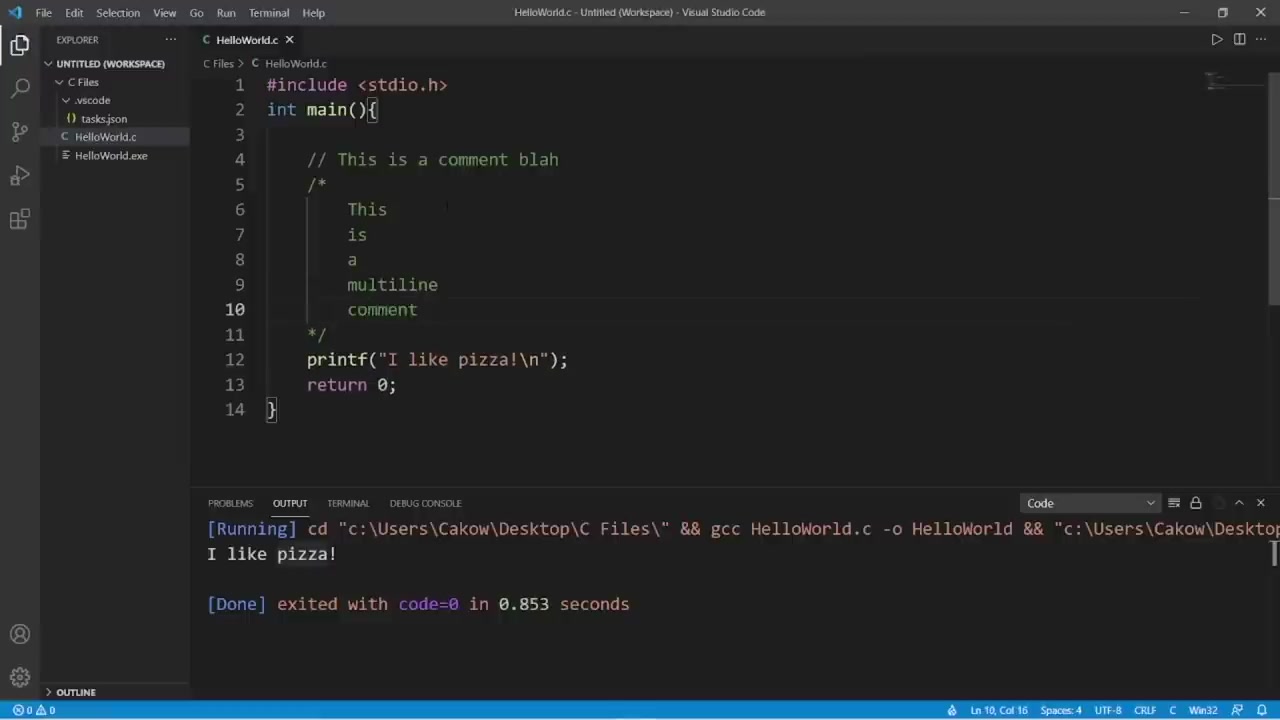 File Edit Selection View Go Run Terminal Help
HelloWorld.c - Untitled (Workspace) - Visual Studio Code
EXPLORER
UNTITLED (WORKSPACE)
C Files
.vscode
{} tasks.json
C HelloWorld.c
HelloWorld.exe
OUTLINE
C HelloWorld.c
C Files > C HelloWorld.c
1 #include <stdio.h>
2 int main(){
3
4 // This is a comment blah
5 /*
6 This
7 is
8 a
9 multiline
10 comment
11 */
12 printf("I like pizza!\n");
13 return 0;
14 }
PROBLEMS OUTPUT TERMINAL DEBUG CONSOLE
Code
[Running] cd "c:\Users\Cakow\Desktop\C Files\" && gcc HelloWorld.c -o HelloWorld && "c:\Users\Cakow\Desktop
I like pizza!
[Done] exited with code=0 in 0.853 seconds
0 0
Ln 10, Col 16 Spaces: 4 UTF-8 CRLF C Win32